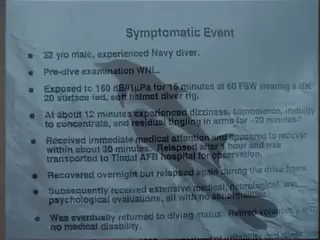 Symptomatic Event
32 y/o male, experienced Navy diver.
Pre-dive examination WNL.
Exposed to 160 dB//1µPa for 15 minutes at 60 FSW wearing a MK
20 surface fed, soft helmet diver rig.
At about 12 minutes experienced dizziness, somnolence, inability
to concentrate, and residual tingling in arms for ~20 minutes.
Received immediate medical attention and appeared to recover
within about 30 minutes. Relapsed after 1 hour and was
transported to Tindal AFB hospital for observation.
Recovered overnight but relapsed again during the drive home
Subsequently received extensive medical, neurological, and
psychological evaluations, all with no abnormalities.
Was eventually returned to diving status. Retired voluntarily with
no medical disability.